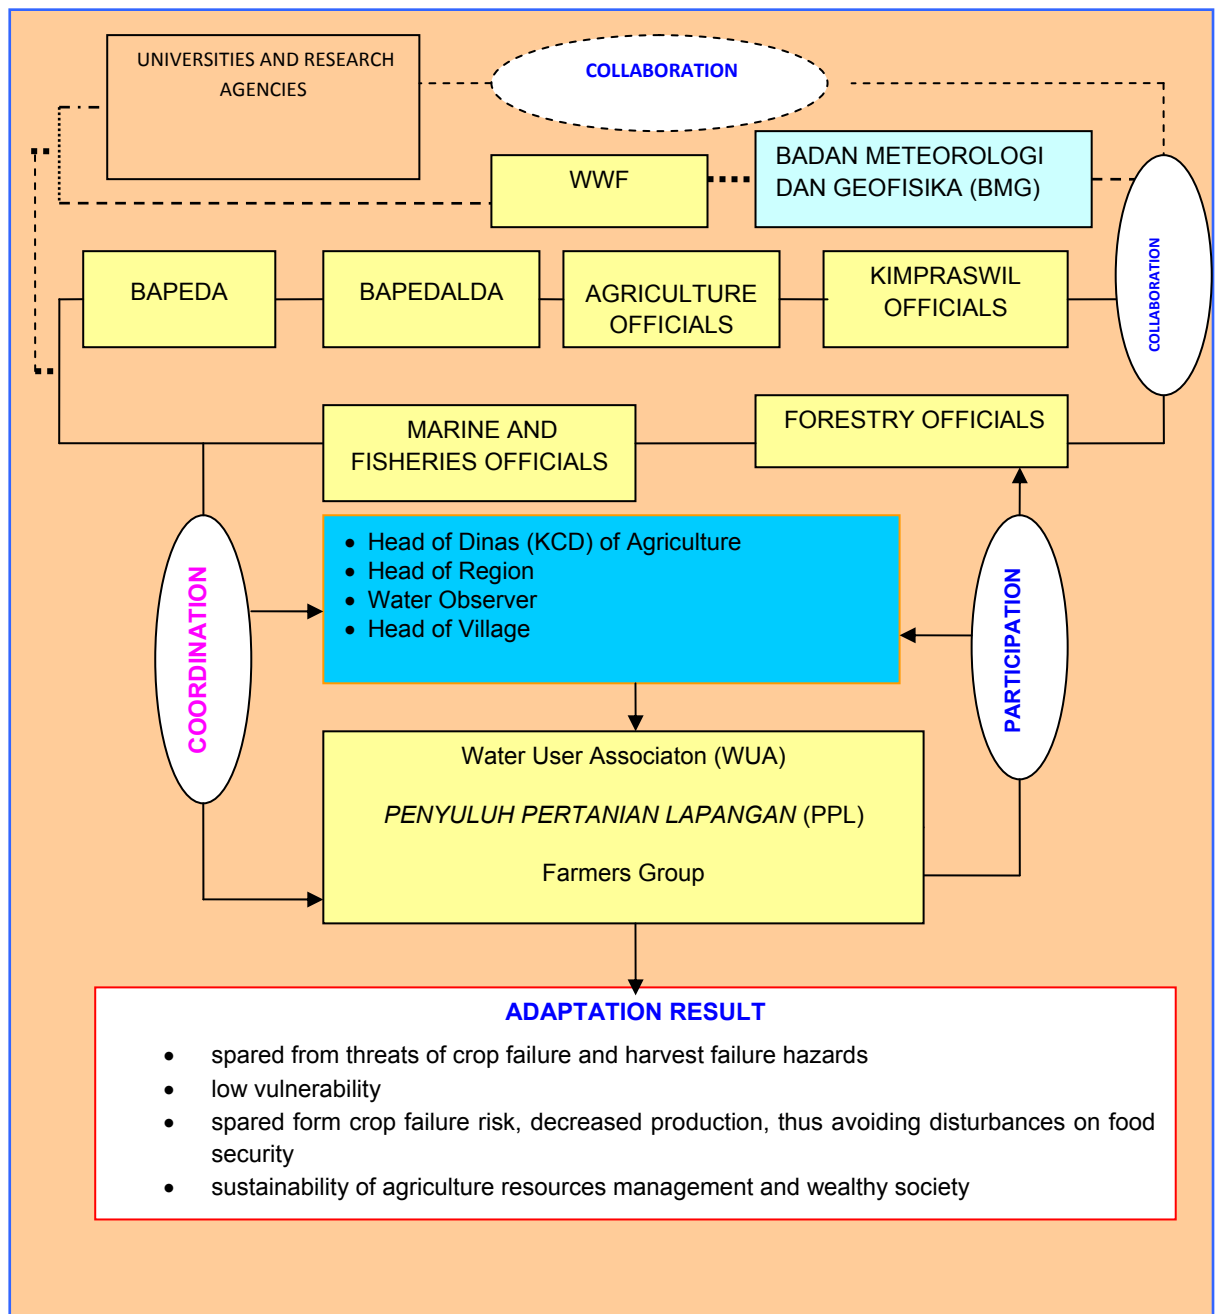 UNIVERSITIES AND RESEARCH
AGENCIES
COLLABORATION
WWF
BADAN METEOROLOGI
DAN GEOFISIKA (BMG)
COLLABORATION
BAPEDA
BAPEDALDA
AGRICULTURE
OFFICIALS
KIMPRASWIL
OFFICIALS
MARINE AND
FISHERIES OFFICIALS
FORESTRY OFFICIALS
COORDINATION
• Head of Dinas (KCD) of Agriculture
• Head of Region
• Water Observer
• Head of Village
PARTICIPATION
Water User Associaton (WUA)
PENYULUH PERTANIAN LAPANGAN (PPL)
Farmers Group
ADAPTATION RESULT
• spared from threats of crop failure and harvest failure hazards
• low vulnerability
• spared form crop failure risk, decreased production, thus avoiding disturbances on food
security
• sustainability of agriculture resources management and wealthy society